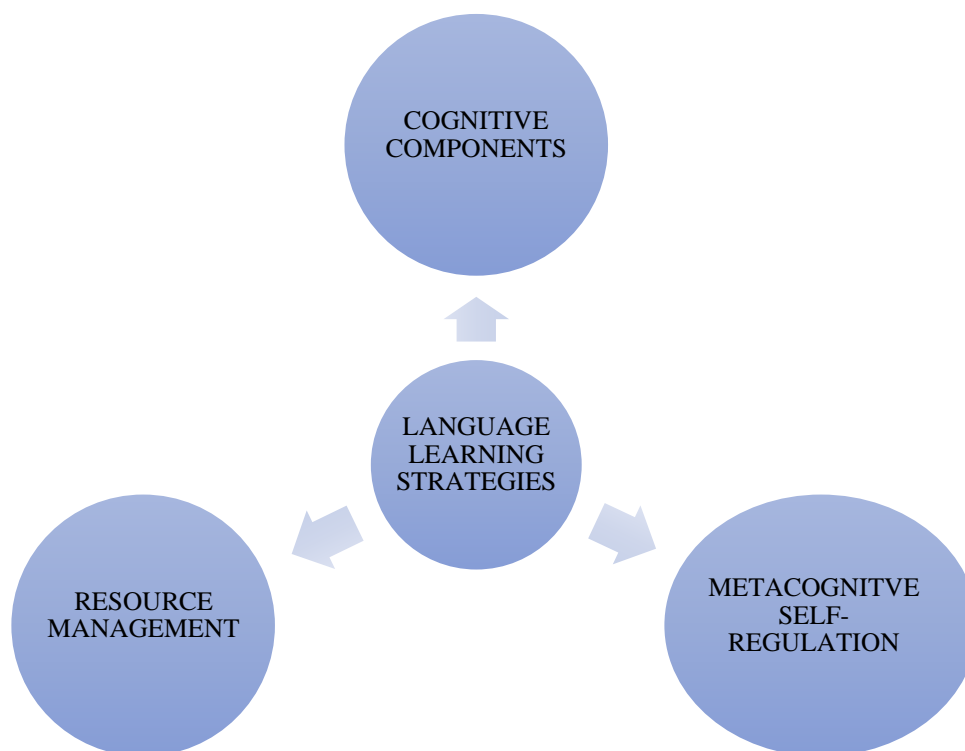 COGNITIVE
COMPONENTS
LANGUAGE
LEARNING
STRATEGIES
RESOURCE
MANAGEMENT
METACOGNITVE
SELF-
REGULATION